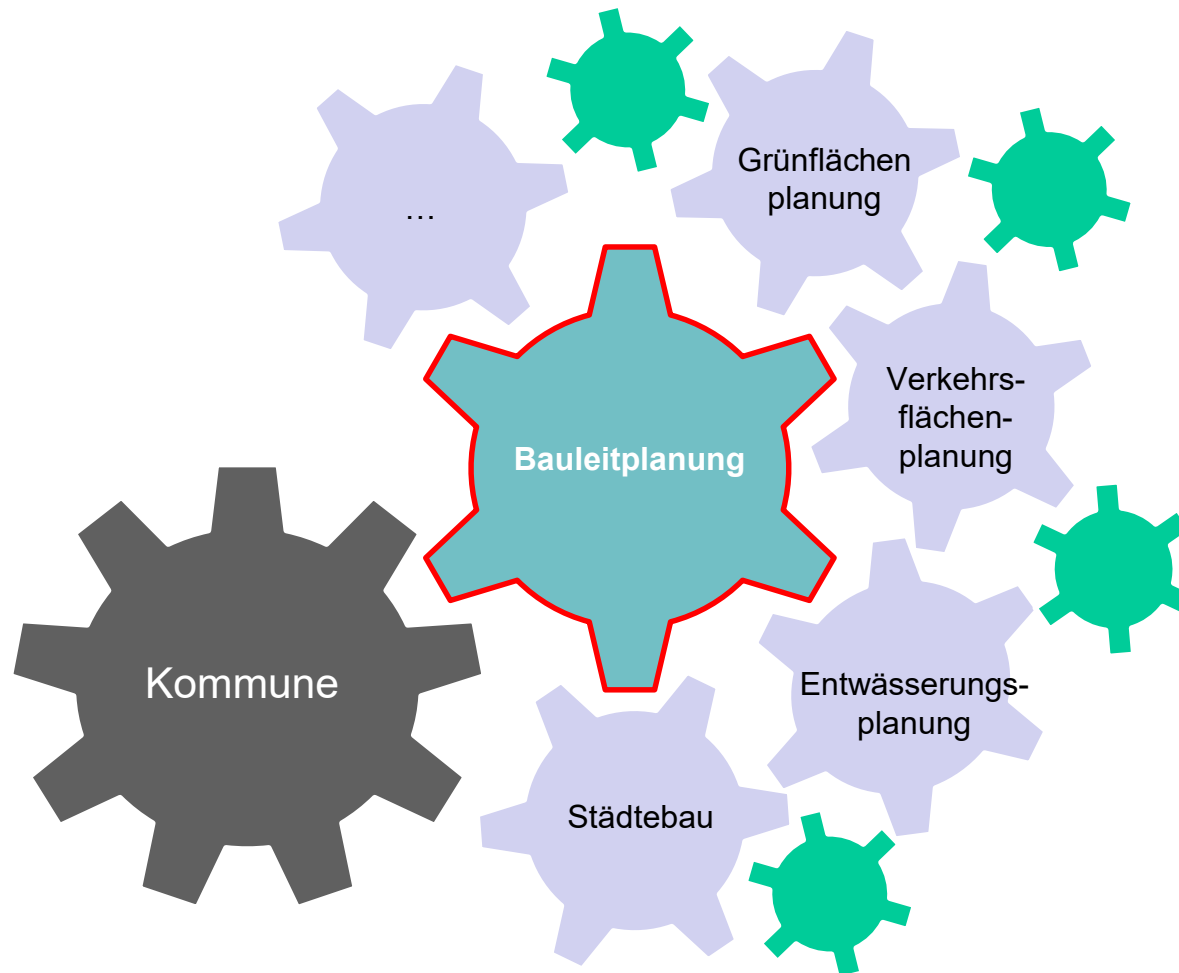 ...
Grünflächen
planung
Verkehrs-
flächen-
planung
Bauleitplanung
Kommune
Entwässerungs-
planung
Städtebau